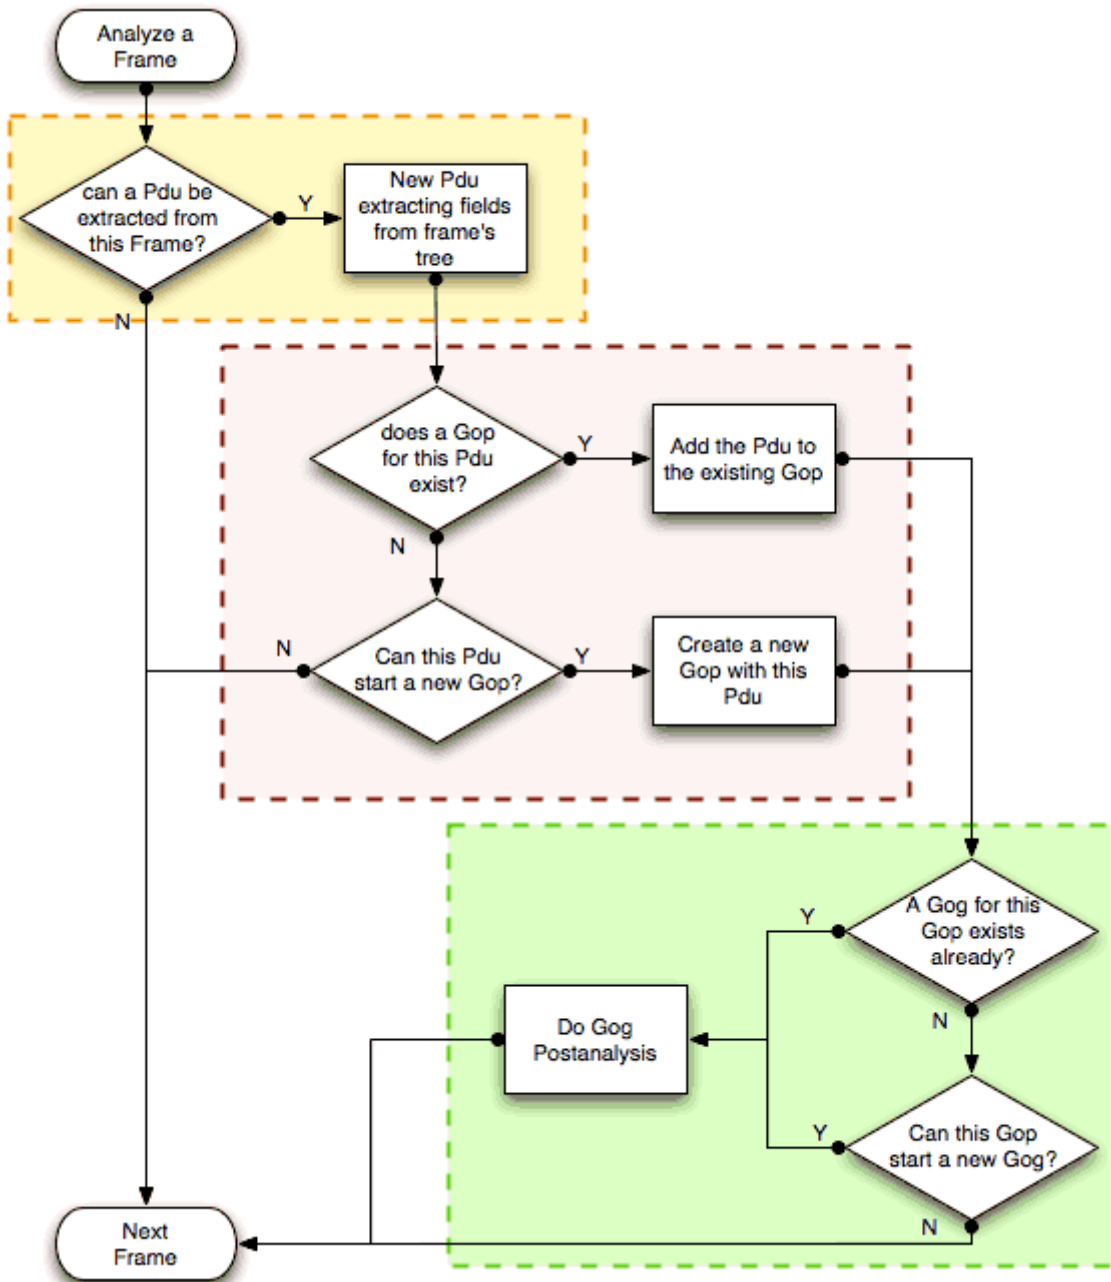 Analyze a
Frame
can a Pdu be
extracted from
this Frame?
Y
New Pdu
extracting fields
from frame's
tree
N
does a Gop
for this Pdu
exist?
Y
Add the Pdu to
the existing Gop
N
N
Can this Pdu
start a new Gop?
Y
Create a new
Gop with this
Pdu
A Gog for this
Gop exists
already?
Y
N
Do Gog
Postanalysis
Can this Gop
start a new Gog?
Y
N
Next
Frame